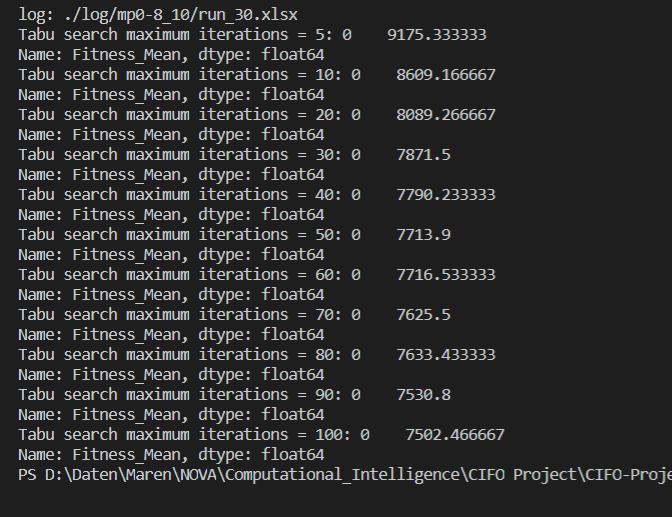 log: ./log/mp0-8_10/run_30.xlsx
Tabu search maximum iterations = 5: 0    9175.333333
Name: Fitness_Mean, dtype: float64
Tabu search maximum iterations = 10: 0    8609.166667
Name: Fitness_Mean, dtype: float64
Tabu search maximum iterations = 20: 0    8089.266667
Name: Fitness_Mean, dtype: float64
Tabu search maximum iterations = 30: 0    7871.5
Name: Fitness_Mean, dtype: float64
Tabu search maximum iterations = 40: 0    7790.233333
Name: Fitness_Mean, dtype: float64
Tabu search maximum iterations = 50: 0    7713.9
Name: Fitness_Mean, dtype: float64
Tabu search maximum iterations = 60: 0    7716.533333
Name: Fitness_Mean, dtype: float64
Tabu search maximum iterations = 70: 0    7625.5
Name: Fitness_Mean, dtype: float64
Tabu search maximum iterations = 80: 0    7633.433333
Name: Fitness_Mean, dtype: float64
Tabu search maximum iterations = 90: 0    7530.8
Name: Fitness_Mean, dtype: float64
Tabu search maximum iterations = 100: 0    7502.466667
Name: Fitness_Mean, dtype: float64
PS D:\Daten\Maren\NOVA\Computational_Intelligence\CIFO Project\CIFO-Proje